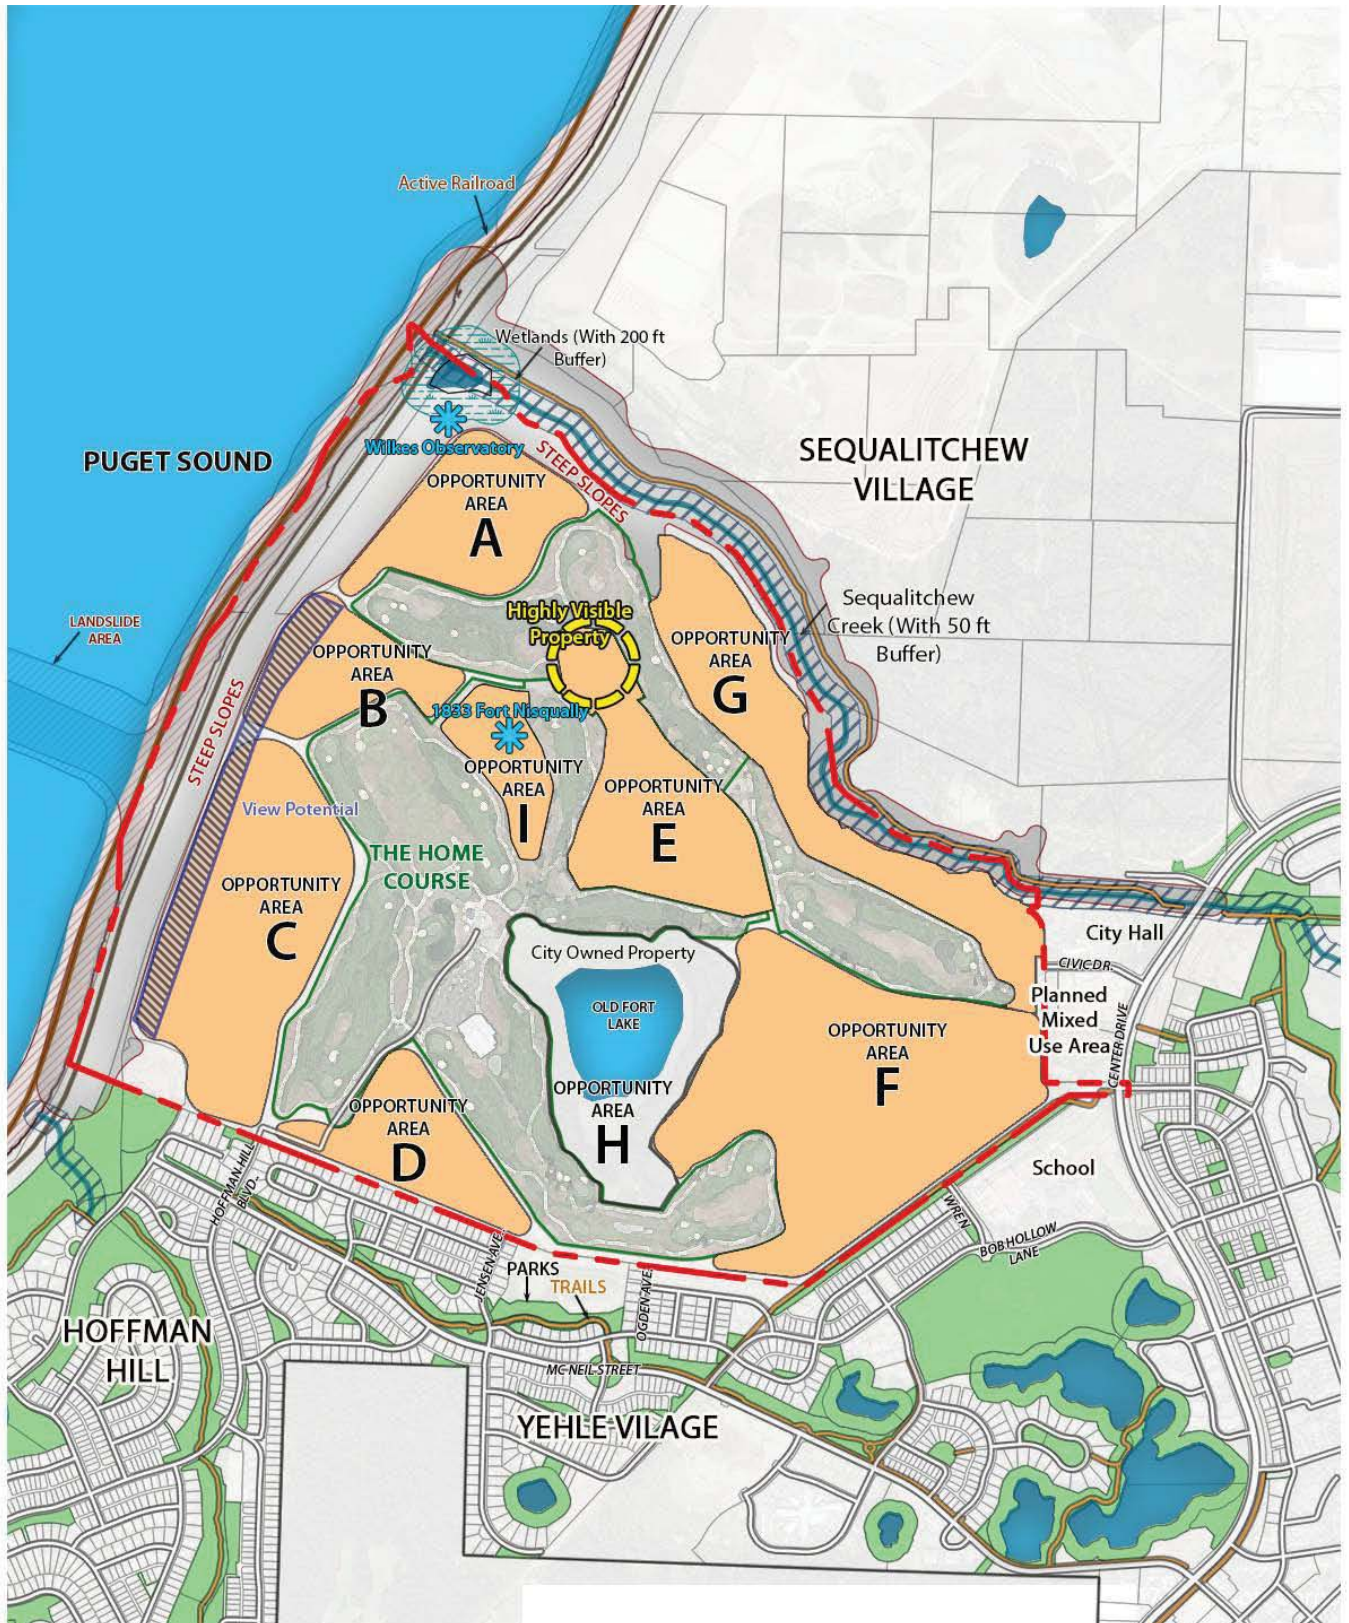 Active Railroad
Wetlands (With 200 ft
Buffer)
PUGET SOUND
Wilkes Observatory
STEEP SLOPES
SEQUALITCHEW
VILLAGE
OPPORTUNITY
AREA
A
Highly Visible
Property
Sequalitchew
Creek (With 50 ft
Buffer)
LANDSLIDE
AREA
OPPORTUNITY
AREA
B
OPPORTUNITY
AREA
G
STEEP SLOPES
1833 Fort Nisqually
OPPORTUNITY
AREA
I
OPPORTUNITY
AREA
E
View Potential
THE HOME
COURSE
OPPORTUNITY
AREA
C
City Owned Property
OLD FORT
LAKE
City Hall
CIVIC DR.
Planned
Mixed
Use Area
CENTER DRIVE
OPPORTUNITY
AREA
F
OPPORTUNITY
AREA
H
OPPORTUNITY
AREA
D
School
HOFFMAN HILL
BLVD.
WREN
BOB HOLLOW
LANE
JENSEN AVE.
PARKS
TRAILS
OGDEN AVE.
HOFFMAN
HILL
MC NEIL STREET
YEHLE VILAGE